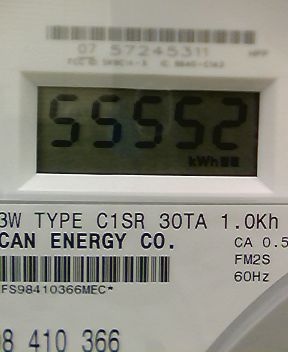 07 57245311
55552
kWh
3W TYPE C1SR 30TA 1.0Kh
CAN ENERGY CO.
CA 0.5
FM2S
60Hz
FS98410366MEC*
98 410 366